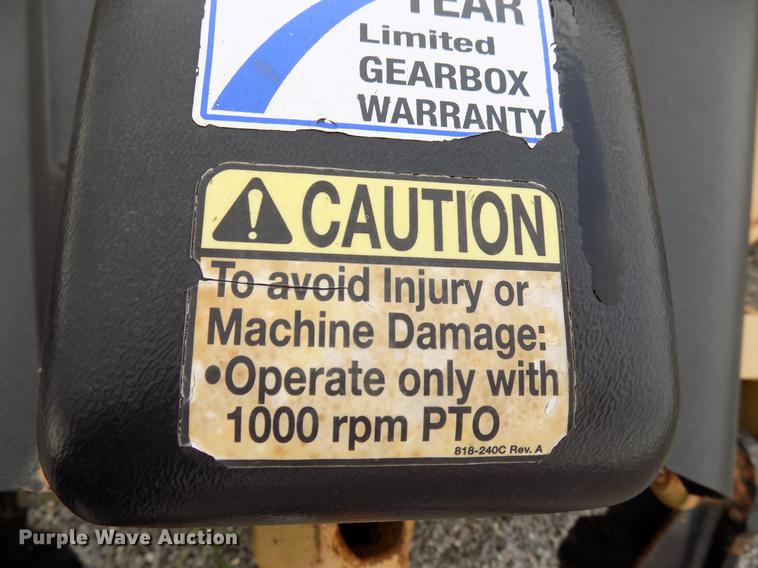 YEAR
Limited
GEARBOX
WARRANTY
CAUTION
To avoid Injury or
Machine Damage:
•Operate only with
1000 rpm PTO
818-240C Rev. A
Purple Wave Auction